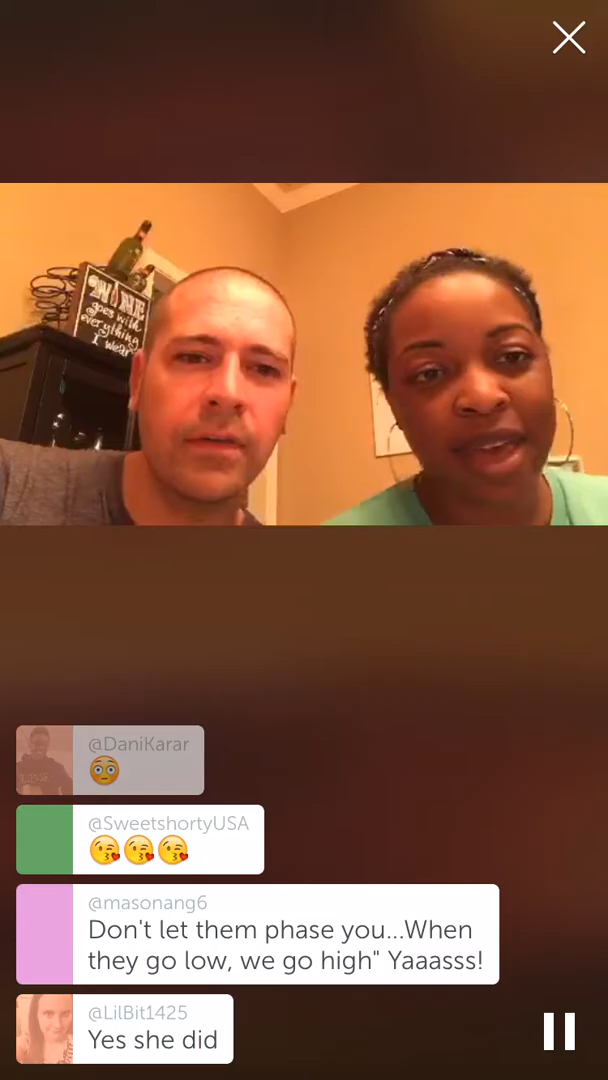 WINE
goes with
everything
I wear
@DaniKarar
😳
@SweetshortyUSA
😘😘😘
@masonang6
Don't let them phase you...When
they go low, we go high" Yaaasss!
@LilBit1425
Yes she did